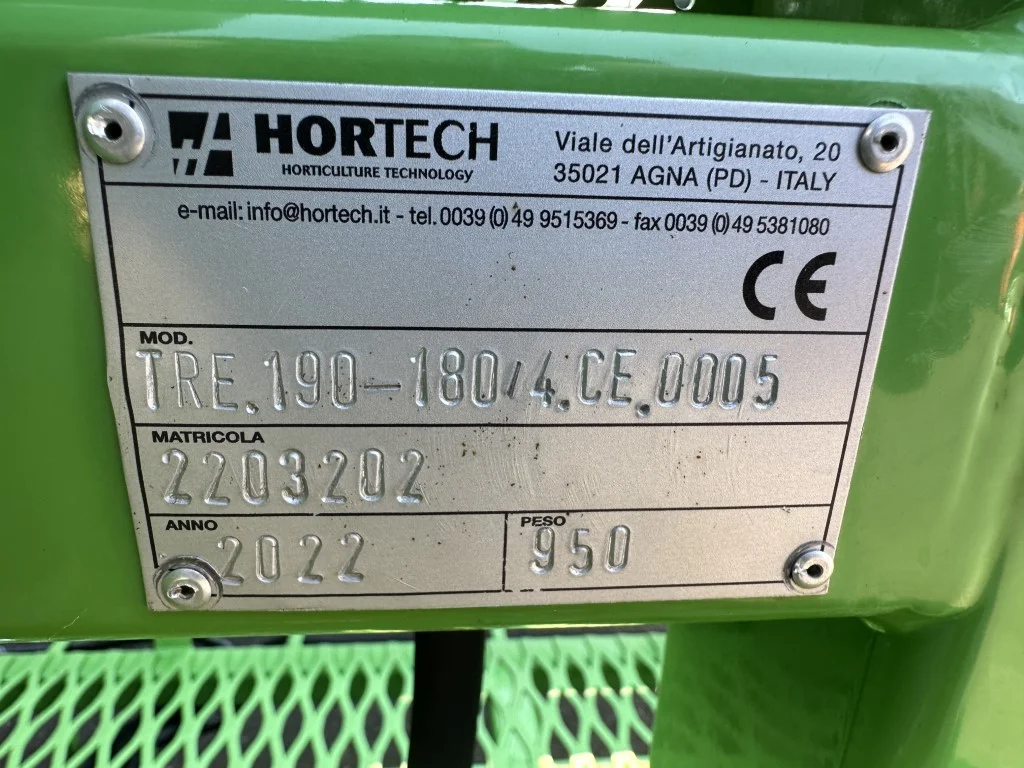 HORTECH
HORTICULTURE TECHNOLOGY
Viale dell'Artigianato, 20
35021 AGNA (PD) - ITALY
e-mail: info@hortech.it - tel. 0039 (0) 49 9515369 - fax 0039 (0) 49 5381080
CE
MOD.
TRE.190-180/4.CE.0005
MATRICOLA
2203202
ANNO
2022
PESO
950